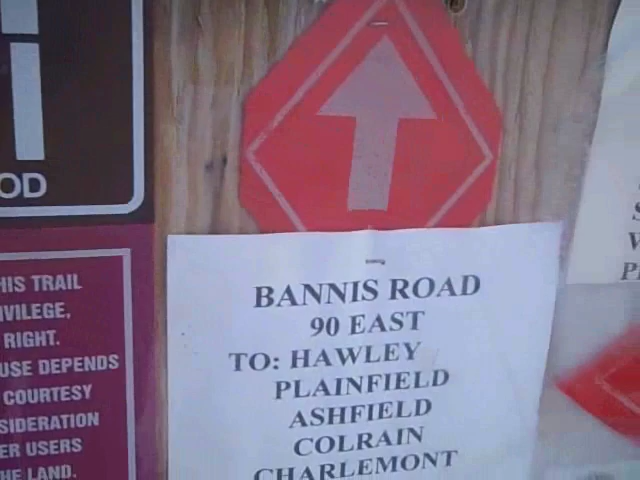 OD
HIS TRAIL
IVILEGE,
RIGHT.
USE DEPENDS
COURTESY
SIDERATION
ER USERS
HE LAND.
BANNIS ROAD
90 EAST
TO: HAWLEY
PLAINFIELD
ASHFIELD
COLRAIN
CHARLEMONT